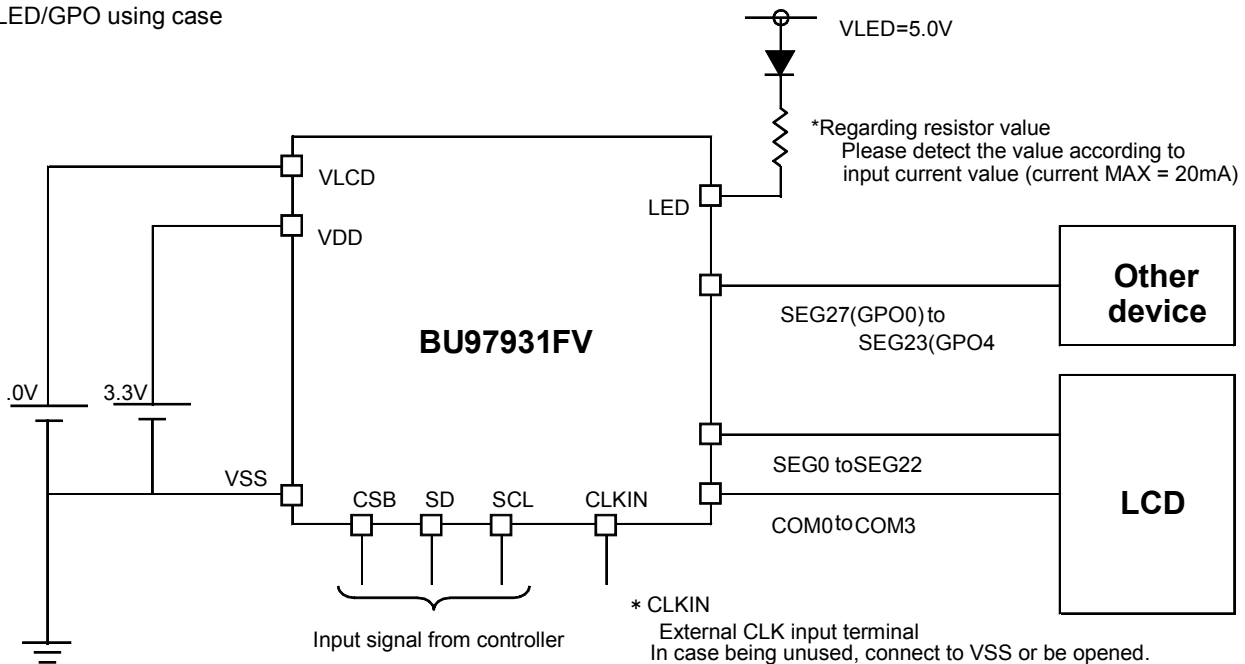 LED/GPO using case
VLED=5.0V
*Regarding resistor value
Please detect the value according to
input current value (current MAX = 20mA)
VLCD
LED
VDD
Other
device
SEG27(GPO0) to
SEG23(GPO4
BU97931FV
.0V
3.3V
VSS
SEG0 toSEG22
CSB
SD
SCL
CLKIN
COM0toCOM3
LCD
* CLKIN
Input signal from controller
External CLK input terminal
In case being unused, connect to VSS or be opened.